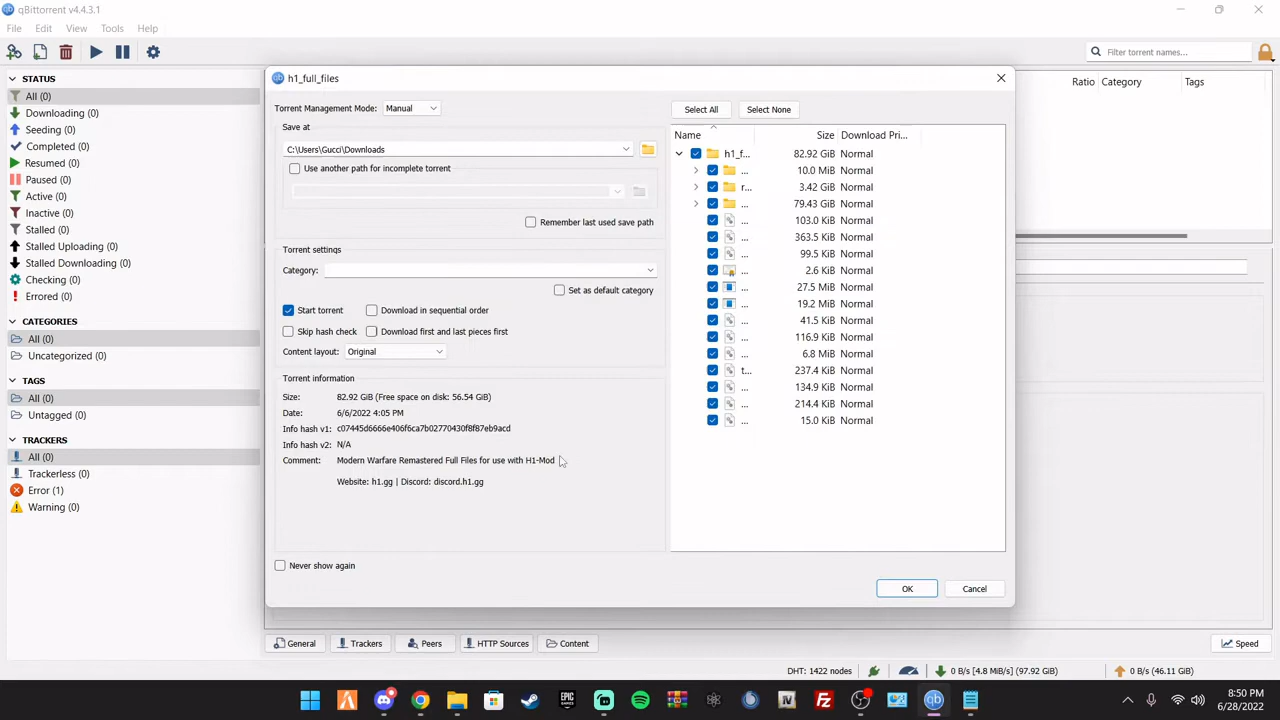 qBittorrent v4.4.3.1
File Edit View Tools Help
Filter torrent names...
STATUS
All (0)
Downloading (0)
Seeding (0)
Completed (0)
Resumed (0)
Paused (0)
Active (0)
Inactive (0)
Stalled (0)
Stalled Uploading (0)
Stalled Downloading (0)
Checking (0)
Errored (0)
CATEGORIES
All (0)
Uncategorized (0)
TAGS
All (0)
Untagged (0)
TRACKERS
All (0)
Trackerless (0)
Error (1)
Warning (0)
Ratio Category Tags
h1_full_files
Torrent Management Mode: Manual
Save at
C:\Users\Gucci\Downloads
Use another path for incomplete torrent
Remember last used save path
Torrent settings
Category:
Set as default category
Start torrent Download in sequential order
Skip hash check Download first and last pieces first
Content layout: Original
Torrent information
Size: 82.92 GiB (Free space on disk: 56.54 GiB)
Date: 6/6/2022 4:05 PM
Info hash v1: c07445d6666e406f6ca7b02770430f8f87eb9acd
Info hash v2: N/A
Comment: Modern Warfare Remastered Full Files for use with H1-Mod
Website: h1.gg | Discord: discord.h1.gg
Never show again
Select All Select None
Name Size Download Pri...
h1_f... 82.92 GiB Normal
... 10.0 MiB Normal
r... 3.42 GiB Normal
... 79.43 GiB Normal
... 103.0 KiB Normal
... 363.5 KiB Normal
... 99.5 KiB Normal
... 2.6 KiB Normal
... 27.5 MiB Normal
... 19.2 MiB Normal
... 41.5 KiB Normal
... 116.9 KiB Normal
... 6.8 MiB Normal
t... 237.4 KiB Normal
... 134.9 KiB Normal
... 214.4 KiB Normal
... 15.0 KiB Normal
OK Cancel
General Trackers Peers HTTP Sources Content Speed
DHT: 1422 nodes 0 B/s [4.8 MiB/s] (97.92 GiB) 0 B/s (46.11 GiB)
8:50 PM
6/28/2022